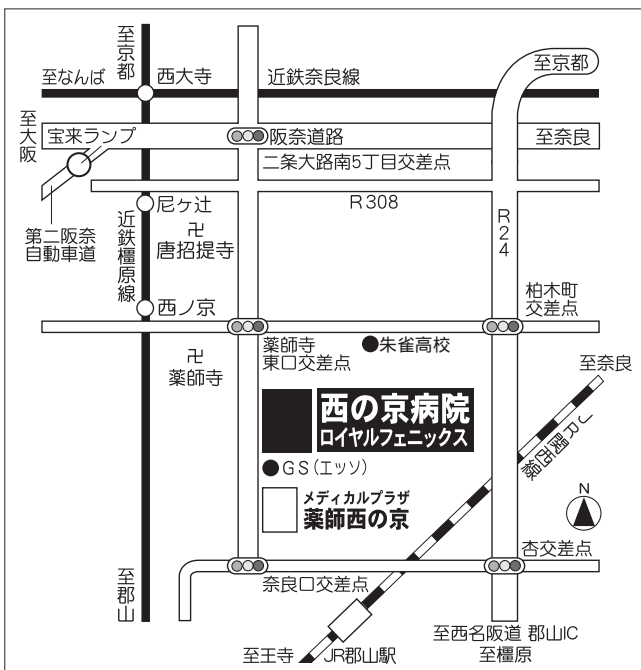 至京都
至なんば
西大寺
近鉄奈良線
至京都
至大阪
宝来ランプ
阪奈道路
至奈良
二条大路南5丁目交差点
R308
尼ヶ辻
第二阪奈
自動車道
近鉄橿原線
卍
唐招提寺
R24
西ノ京
柏木町
交差点
薬師寺
東口交差点
朱雀高校
卍
薬師寺
至奈良
西の京病院
ロイヤルフェニックス
JR関西線
GS(エッソ)
メディカルプラザ
薬師西の京
N
杏交差点
至郡山
奈良口交差点
至西名阪道 郡山IC
至橿原
至王寺
JR郡山駅